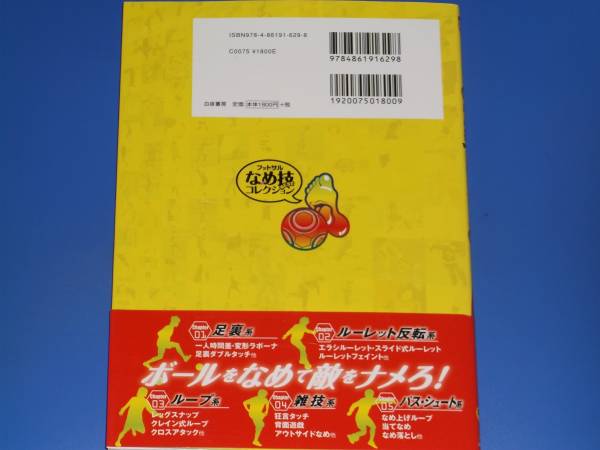 ISBN978-4-86191-629-8
C0075 ¥1800E
9784861916298
1920075018009
白夜書房 定価:本体1800円+税
フットサル
なめ技
コレクション
Chapter 01 足裏系
一人時間差・変形ラボーナ
足裏ダブルタッチ他
Chapter 02 ルーレット反転系
エラシルーレット・スライド式ルーレット
ルーレットフェイント他
ボールをなめて敵をナメろ!
Chapter 03 ループ系
レッグスナップ
クレイン式ループ
クロスアタック他
Chapter 04 雑技系
狂言タッチ
背面遊戯
アウトサイドなめ他
Chapter 05 パス・シュート系
なめ上げループ
当てなめ
なめ落とし他